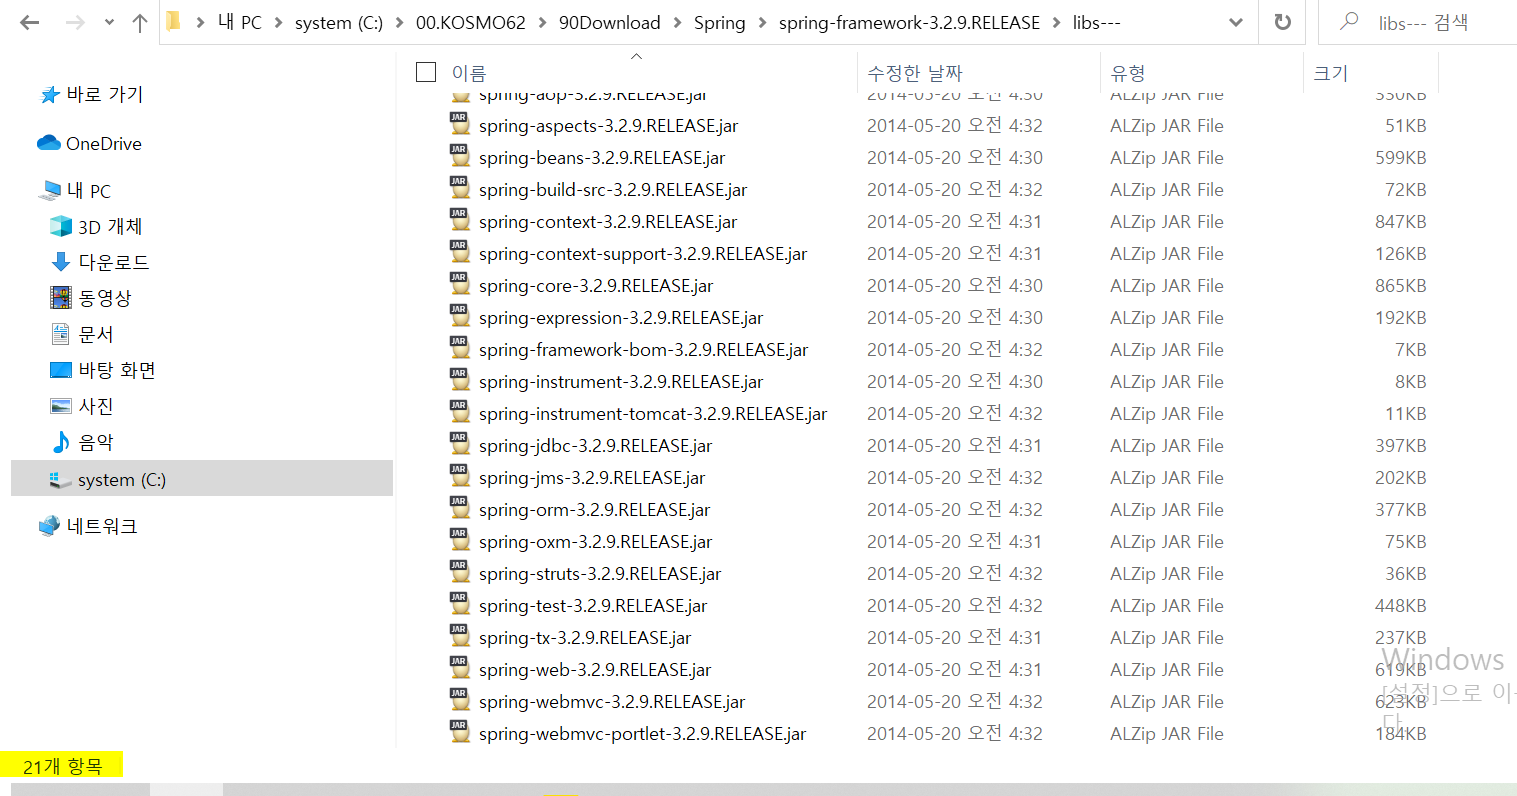 내 PC > system (C:) > 00.KOSMO62 > 90Download > Spring > spring-framework-3.2.9.RELEASE > libs---
libs--- 검색
이름 수정한 날짜 유형 크기
바로 가기
OneDrive
내 PC
3D 개체
다운로드
동영상
문서
바탕 화면
사진
음악
system (C:)
네트워크
spring-aop-3.2.9.RELEASE.jar 2014-05-20 오전 4:30 ALZip JAR File 330KB
spring-aspects-3.2.9.RELEASE.jar 2014-05-20 오전 4:32 ALZip JAR File 51KB
spring-beans-3.2.9.RELEASE.jar 2014-05-20 오전 4:30 ALZip JAR File 599KB
spring-build-src-3.2.9.RELEASE.jar 2014-05-20 오전 4:32 ALZip JAR File 72KB
spring-context-3.2.9.RELEASE.jar 2014-05-20 오전 4:31 ALZip JAR File 847KB
spring-context-support-3.2.9.RELEASE.jar 2014-05-20 오전 4:31 ALZip JAR File 126KB
spring-core-3.2.9.RELEASE.jar 2014-05-20 오전 4:30 ALZip JAR File 865KB
spring-expression-3.2.9.RELEASE.jar 2014-05-20 오전 4:30 ALZip JAR File 192KB
spring-framework-bom-3.2.9.RELEASE.jar 2014-05-20 오전 4:32 ALZip JAR File 7KB
spring-instrument-3.2.9.RELEASE.jar 2014-05-20 오전 4:30 ALZip JAR File 8KB
spring-instrument-tomcat-3.2.9.RELEASE.jar 2014-05-20 오전 4:32 ALZip JAR File 11KB
spring-jdbc-3.2.9.RELEASE.jar 2014-05-20 오전 4:31 ALZip JAR File 397KB
spring-jms-3.2.9.RELEASE.jar 2014-05-20 오전 4:32 ALZip JAR File 202KB
spring-orm-3.2.9.RELEASE.jar 2014-05-20 오전 4:32 ALZip JAR File 377KB
spring-oxm-3.2.9.RELEASE.jar 2014-05-20 오전 4:31 ALZip JAR File 75KB
spring-struts-3.2.9.RELEASE.jar 2014-05-20 오전 4:32 ALZip JAR File 36KB
spring-test-3.2.9.RELEASE.jar 2014-05-20 오전 4:32 ALZip JAR File 448KB
spring-tx-3.2.9.RELEASE.jar 2014-05-20 오전 4:31 ALZip JAR File 237KB
spring-web-3.2.9.RELEASE.jar 2014-05-20 오전 4:31 ALZip JAR File 619KB
spring-webmvc-3.2.9.RELEASE.jar 2014-05-20 오전 4:32 ALZip JAR File 623KB
spring-webmvc-portlet-3.2.9.RELEASE.jar 2014-05-20 오전 4:32 ALZip JAR File 184KB
Windows
[설정]으로 이
다
21개 항목